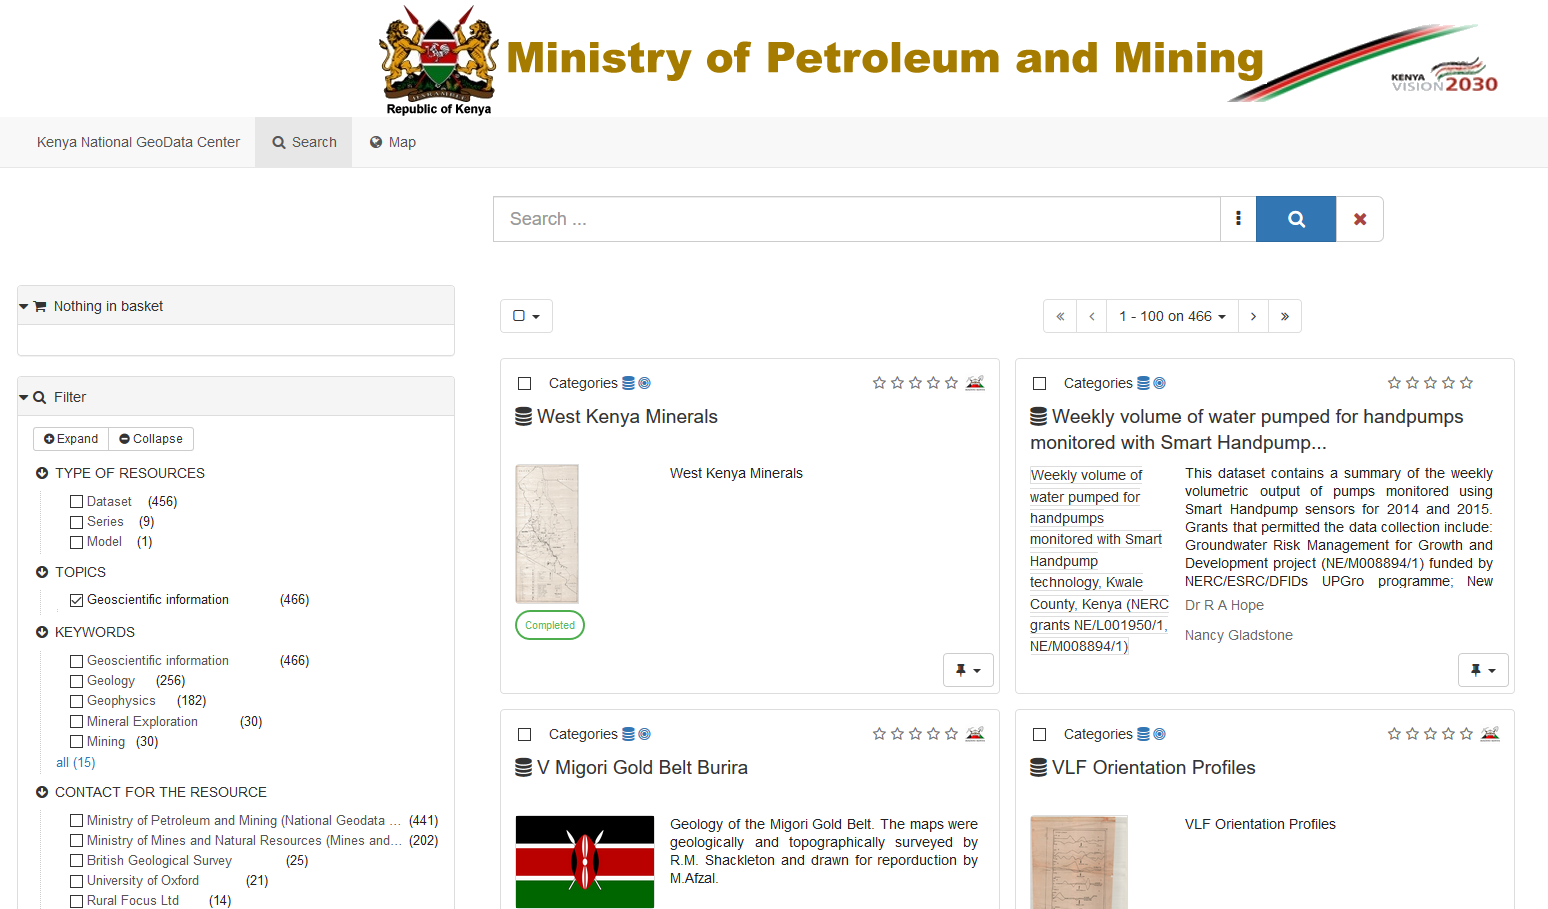 Ministry of Petroleum and Mining
Republic of Kenya
KENYA
VISION 2030
Kenya National GeoData Center
Search
Map
Search ...
Nothing in basket
1 - 100 on 466
Filter
Expand
Collapse
TYPE OF RESOURCES
Dataset (456)
Series (9)
Model (1)
TOPICS
Geoscientific information (466)
KEYWORDS
Geoscientific information (466)
Geology (256)
Geophysics (182)
Mineral Exploration (30)
Mining (30)
all (15)
CONTACT FOR THE RESOURCE
Ministry of Petroleum and Mining (National Geodata ... (441)
Ministry of Mines and Natural Resources (Mines and... (202)
British Geological Survey (25)
University of Oxford (21)
Rural Focus Ltd (14)
Categories
West Kenya Minerals
West Kenya Minerals
Completed
Categories
Weekly volume of water pumped for handpumps
monitored with Smart Handpump...
Weekly volume of
water pumped for
handpumps
monitored with Smart
Handpump
technology, Kwale
County, Kenya (NERC
grants NE/L001950/1,
NE/M008894/1)
This dataset contains a summary of the weekly
volumetric output of pumps monitored using
Smart Handpump sensors for 2014 and 2015.
Grants that permitted the data collection include:
Groundwater Risk Management for Growth and
Development project (NE/M008894/1) funded by
NERC/ESRC/DFIDs UPGro programme; New
Dr R A Hope
Nancy Gladstone
Categories
V Migori Gold Belt Burira
Geology of the Migori Gold Belt. The maps were
geologically and topographically surveyed by
R.M. Shackleton and drawn for reporduction by
M.Afzal.
Categories
VLF Orientation Profiles
VLF Orientation Profiles